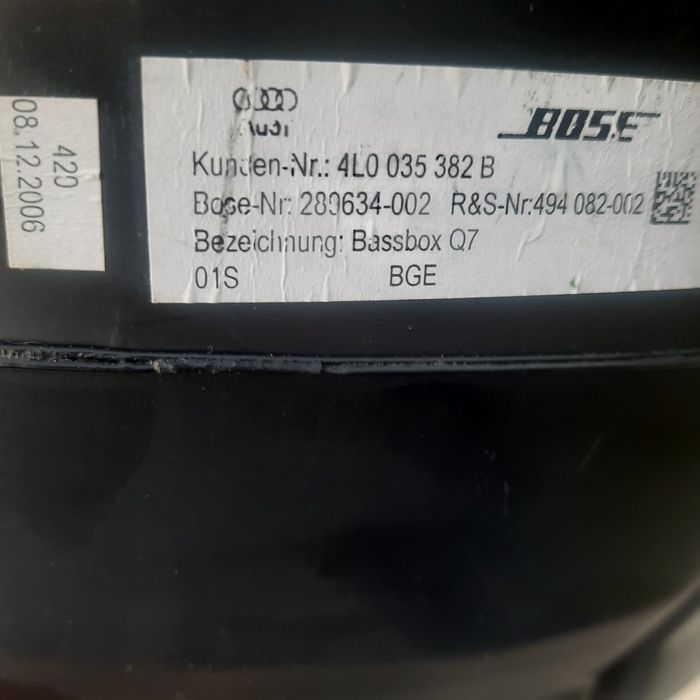 420
08.12.2006
Audi
BOSE
Kunden-Nr.: 4L0 035 382 B
Bose-Nr: 289634-002 R&S-Nr:494 082-002
Bezeichnung: Bassbox Q7
01S BGE